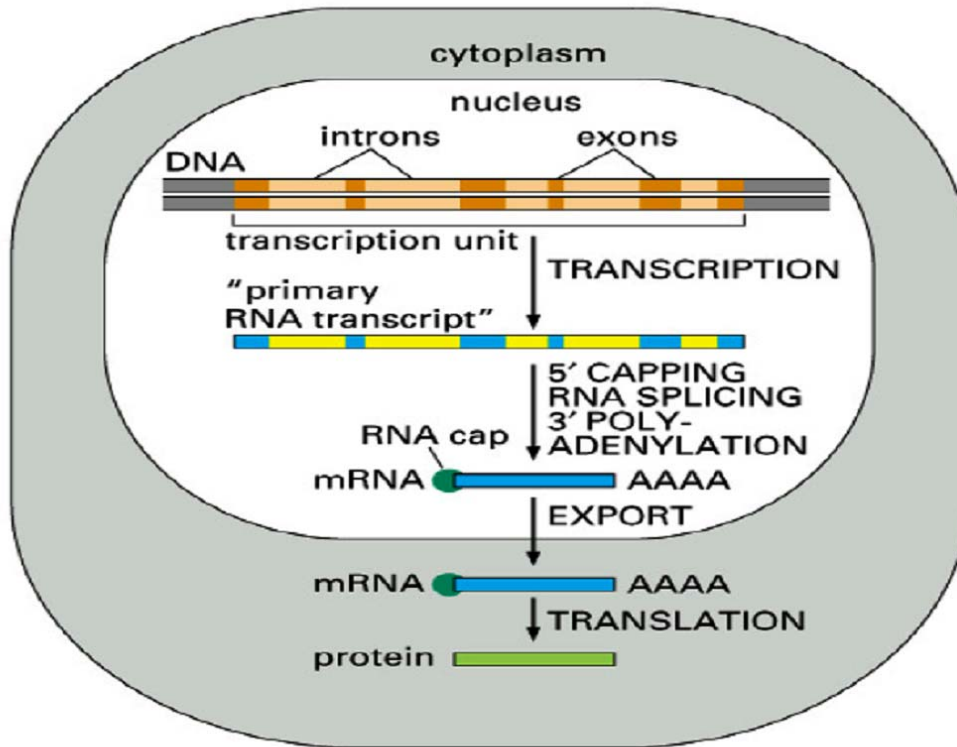 cytoplasm
nucleus
introns
exons
DNA
transcription unit
TRANSCRIPTION
“primary
RNA transcript”
5′ CAPPING
RNA SPLICING
3′ POLY-
ADENYLATION
RNA cap
mRNA
AAAA
EXPORT
mRNA
AAAA
TRANSLATION
protein